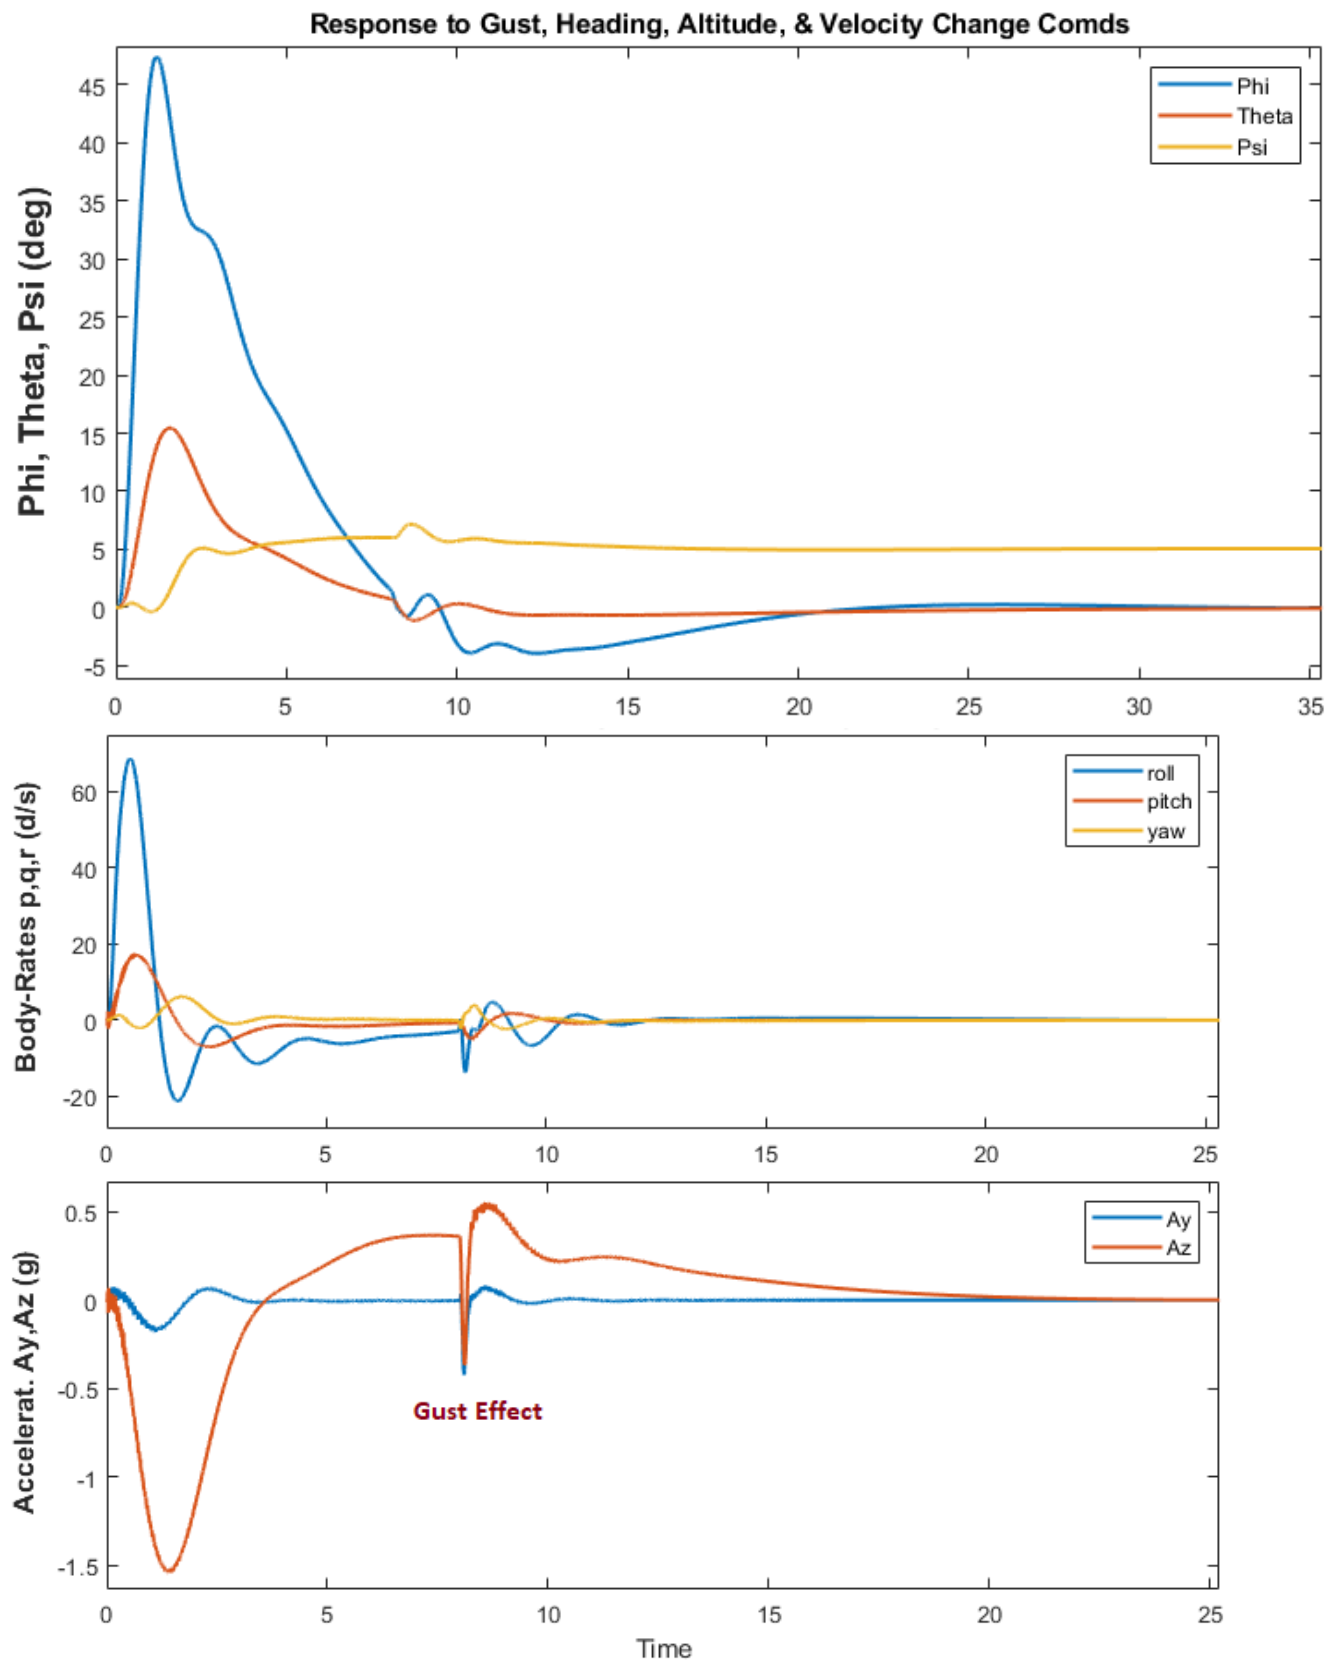 Response to Gust, Heading, Altitude, & Velocity Change Comds
Phi, Theta, Psi (deg)
45
40
35
30
25
20
15
10
5
0
-5
Phi
Theta
Psi
0 5 10 15 20 25 30 35
Body-Rates p,q,r (d/s)
60
40
20
0
-20
roll
pitch
yaw
0 5 10 15 20 25
Accelerat. Ay,Az (g)
0.5
0
-0.5
-1
-1.5
Ay
Az
Gust Effect
0 5 10 15 20 25
Time